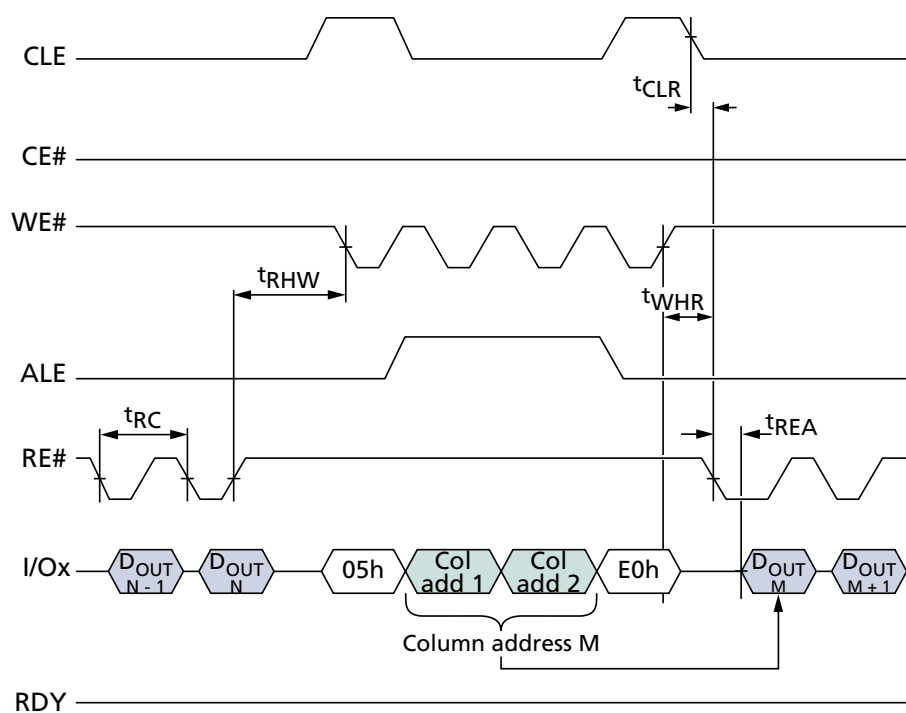 CLE
tCLR
CE#
WE#
tRHW
tWHR
ALE
tRC
tREA
RE#
I/Ox
DOUT
N - 1
DOUT
N
05h
Col
add 1
Col
add 2
E0h
DOUT
M
DOUT
M + 1
Column address M
RDY